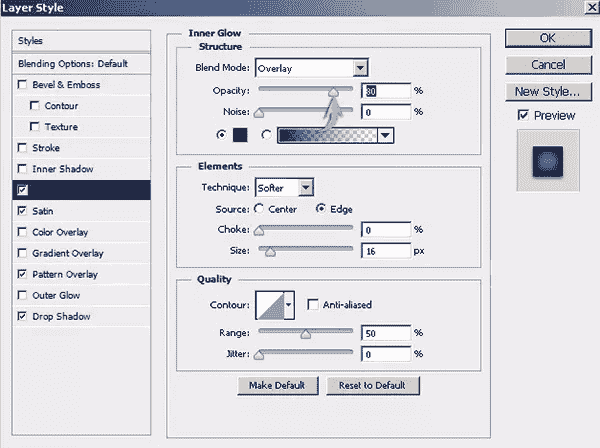 Layer Style
Styles
Blending Options: Default
Bevel & Emboss
Contour
Texture
Stroke
Inner Shadow
Satin
Color Overlay
Gradient Overlay
Pattern Overlay
Outer Glow
Drop Shadow
Inner Glow
Structure
Blend Mode: Overlay
Opacity: 80 %
Noise: 0 %
Elements
Technique: Softer
Source: Center Edge
Choke: 0 %
Size: 16 px
Quality
Contour: Anti-aliased
Range: 50 %
Jitter: 0 %
Make Default Reset to Default
OK
Cancel
New Style...
Preview